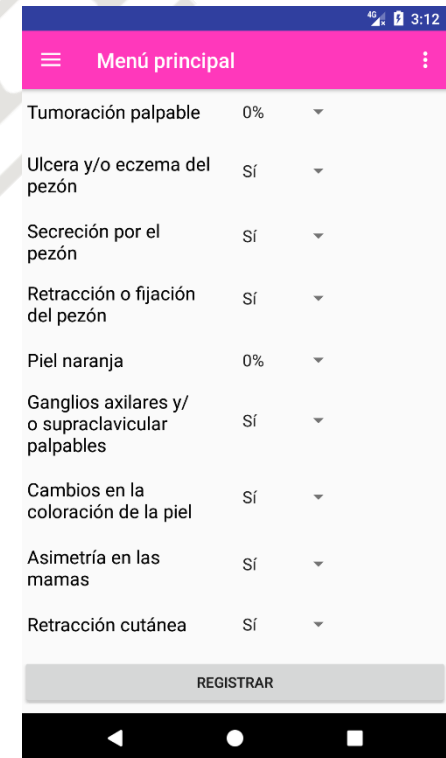 4G 3:12
Menú principal
Tumoración palpable 0%
Ulcera y/o eczema del
pezón
Sí
Secreción por el
pezón
Sí
Retracción o fijación
del pezón
Sí
Piel naranja 0%
Ganglios axilares y/
o supraclavicular
palpables
Sí
Cambios en la
coloración de la piel
Sí
Asimetría en las
mamas
Sí
Retracción cutánea Sí
REGISTRAR